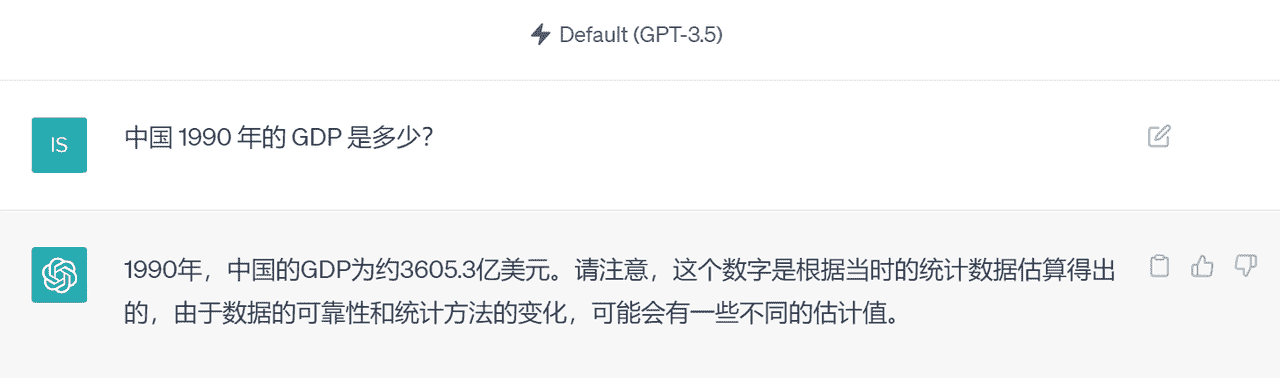 Default (GPT-3.5)
IS
中国 1990 年的 GDP 是多少？
1990年，中国的GDP为约3605.3亿美元。请注意，这个数字是根据当时的统计数据估算得出
的，由于数据的可靠性和统计方法的变化，可能会有一些不同的估计值。